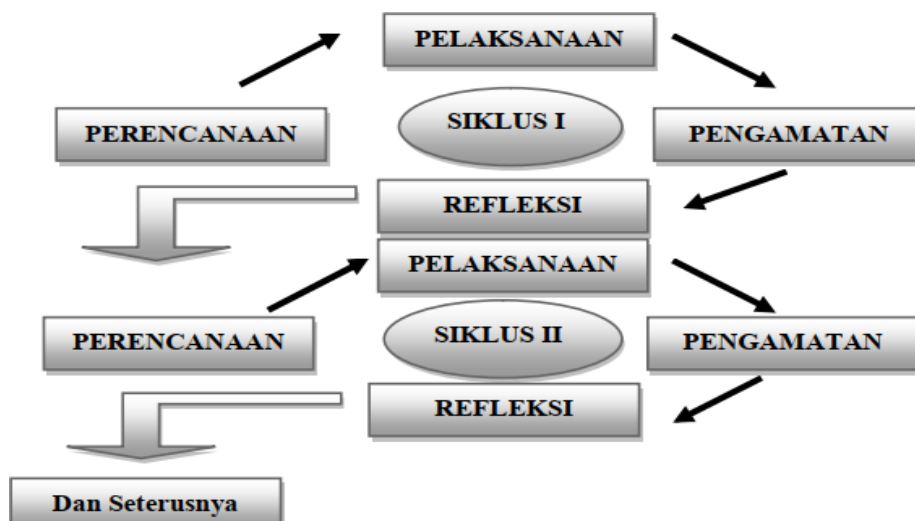 PELAKSANAAN
PERENCANAAN
SIKLUS I
PENGAMATAN
REFLEKSI
PELAKSANAAN
PERENCANAAN
SIKLUS II
PENGAMATAN
REFLEKSI
Dan Seterusnya